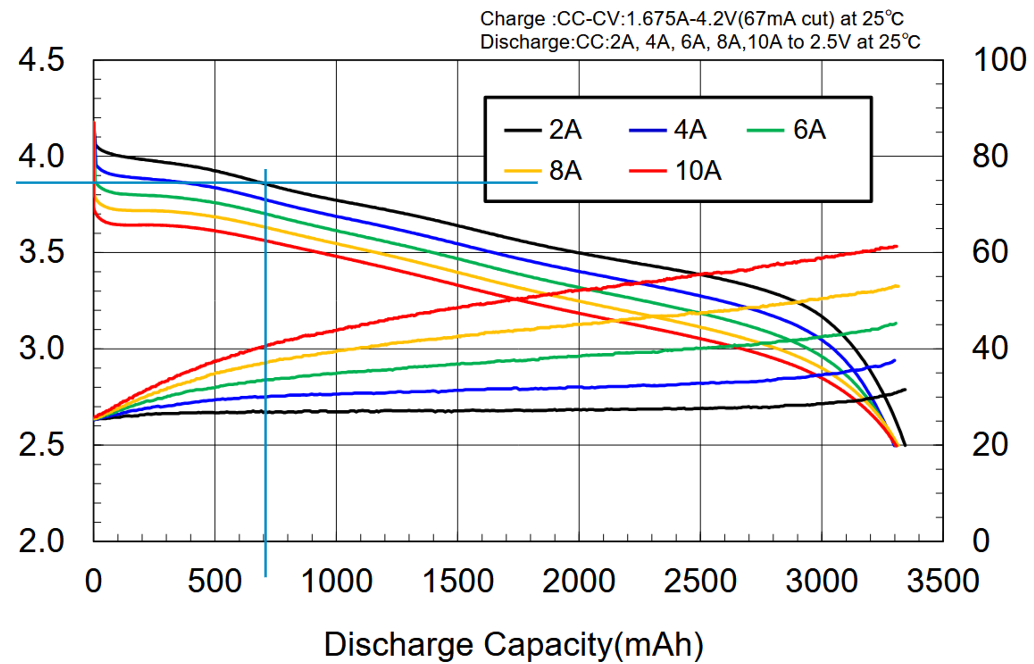 Charge :CC-CV:1.675A-4.2V(67mA cut) at 25℃
Discharge:CC:2A, 4A, 6A, 8A,10A to 2.5V at 25℃
4.5 100
2A 4A 6A
4.0 80
8A 10A
3.5 60
3.0 40
2.5 20
2.0 0
0 500 1000 1500 2000 2500 3000 3500
Discharge Capacity(mAh)